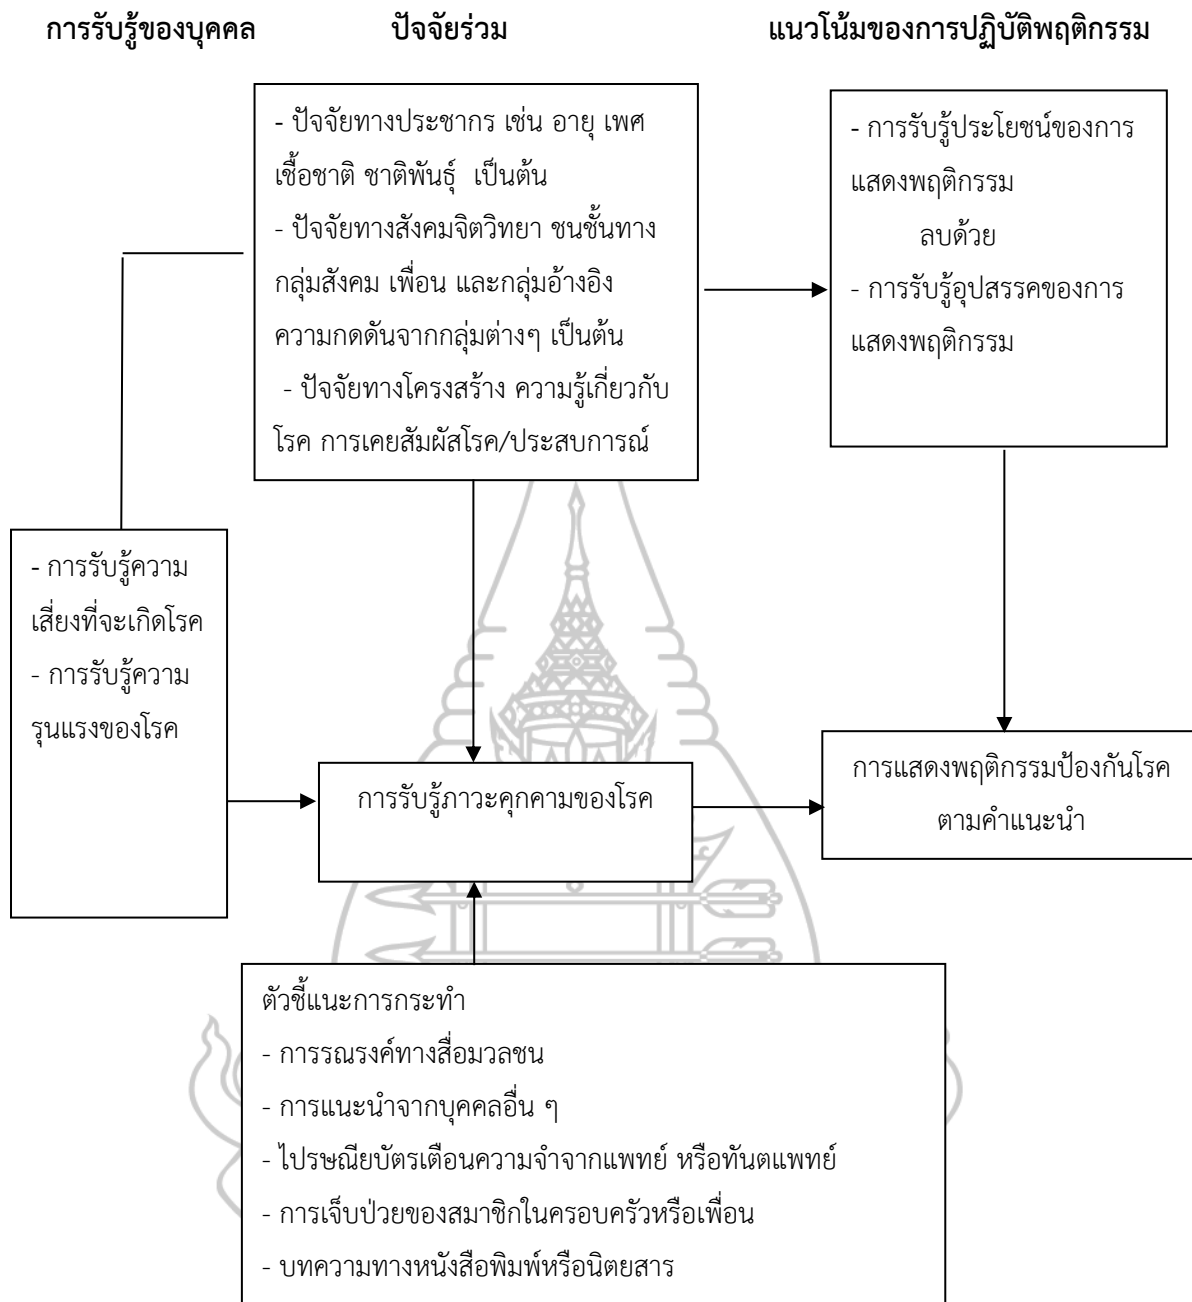 การรับรู้ของบุคคล
ปัจจัยร่วม
แนวโน้มของการปฏิบัติพฤติกรรม
- ปัจจัยทางประชากร เช่น อายุ เพศ
เชื้อชาติ ชาติพันธุ์ เป็นต้น
- ปัจจัยทางสังคมจิตวิทยา ชนชั้นทาง
กลุ่มสังคม เพื่อน และกลุ่มอ้างอิง
ความกดดันจากกลุ่มต่างๆ เป็นต้น
- ปัจจัยทางโครงสร้าง ความรู้เกี่ยวกับ
โรค การเคยสัมผัสโรค/ประสบการณ์
- การรับรู้ประโยชน์ของการ
แสดงพฤติกรรม
ลบด้วย
- การรับรู้อุปสรรคของการ
แสดงพฤติกรรม
- การรับรู้ความ
เสี่ยงที่จะเกิดโรค
- การรับรู้ความ
รุนแรงของโรค
การรับรู้ภาวะคุกคามของโรค
การแสดงพฤติกรรมป้องกันโรค
ตามคำแนะนำ
ตัวชี้แนะการกระทำ
- การรณรงค์ทางสื่อมวลชน
- การแนะนำจากบุคคลอื่น ๆ
- ไปรษณียบัตรเตือนความจำจากแพทย์ หรือทันตแพทย์
- การเจ็บป่วยของสมาชิกในครอบครัวหรือเพื่อน
- บทความทางหนังสือพิมพ์หรือนิตยสาร